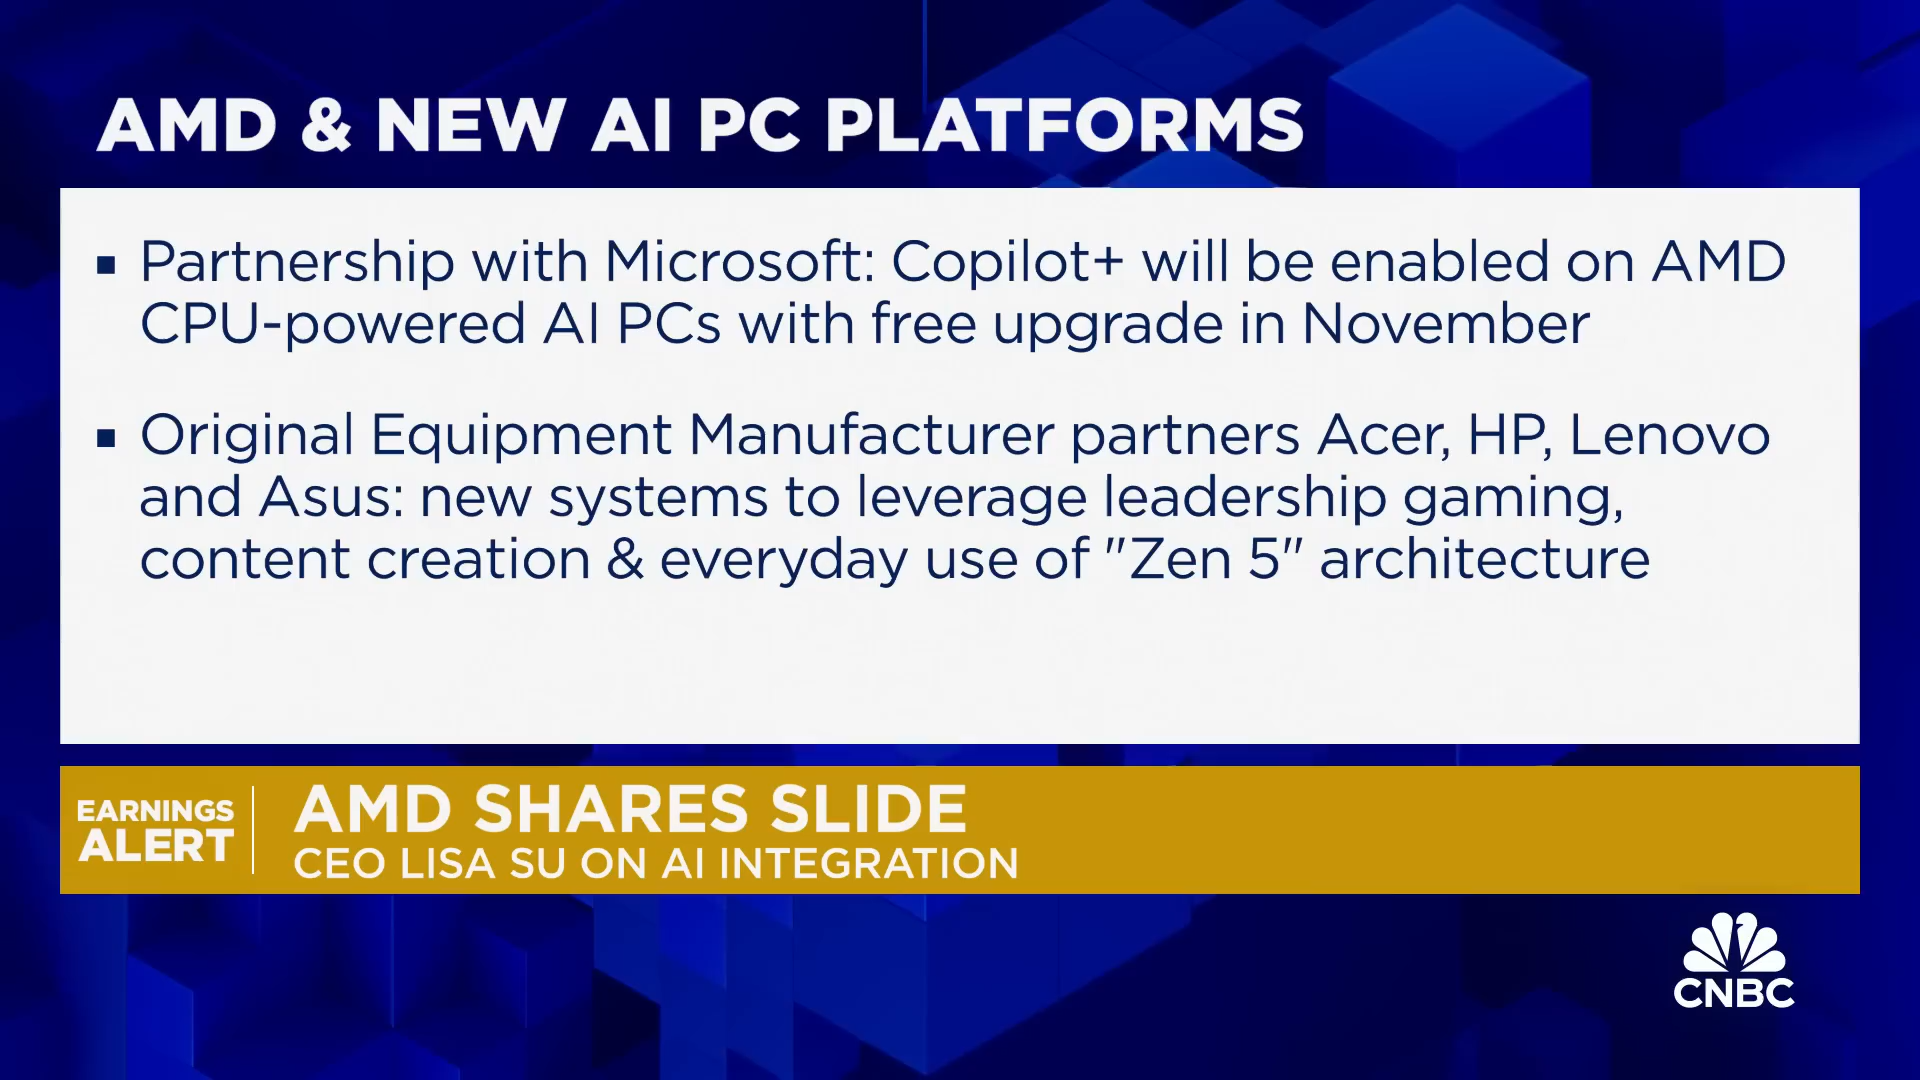 AMD & NEW AI PC PLATFORMS
▪ Partnership with Microsoft: Copilot+ will be enabled on AMD
CPU-powered AI PCs with free upgrade in November
▪ Original Equipment Manufacturer partners Acer, HP, Lenovo
and Asus: new systems to leverage leadership gaming,
content creation & everyday use of "Zen 5" architecture
EARNINGS
ALERT
AMD SHARES SLIDE
CEO LISA SU ON AI INTEGRATION
CNBC